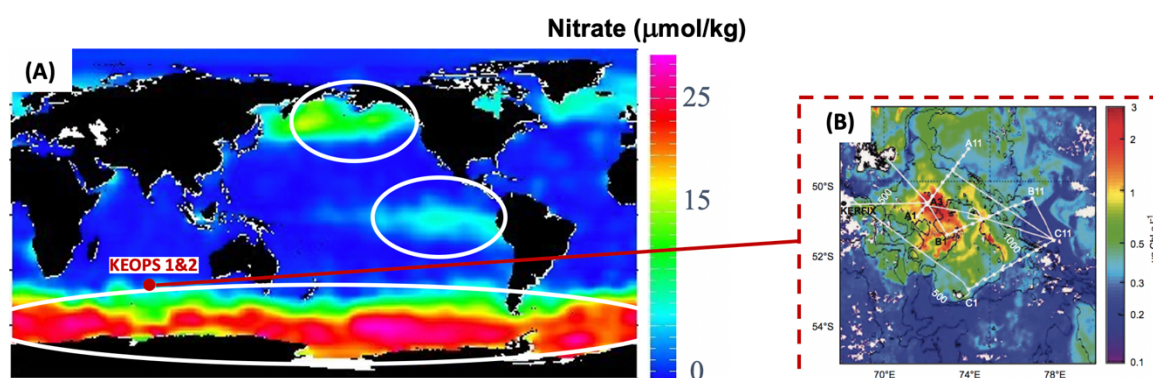 Nitrate (μmol/kg)
(A)
25
15
0
KEOPS 1&2
(B)
A11
50°S
500
KERFIX
A1
B11
B1
C11
1000
52°S
500
C1
54°S
70°E
74°E
78°E
3
2
1
0.5
0.3
0.2
0.1